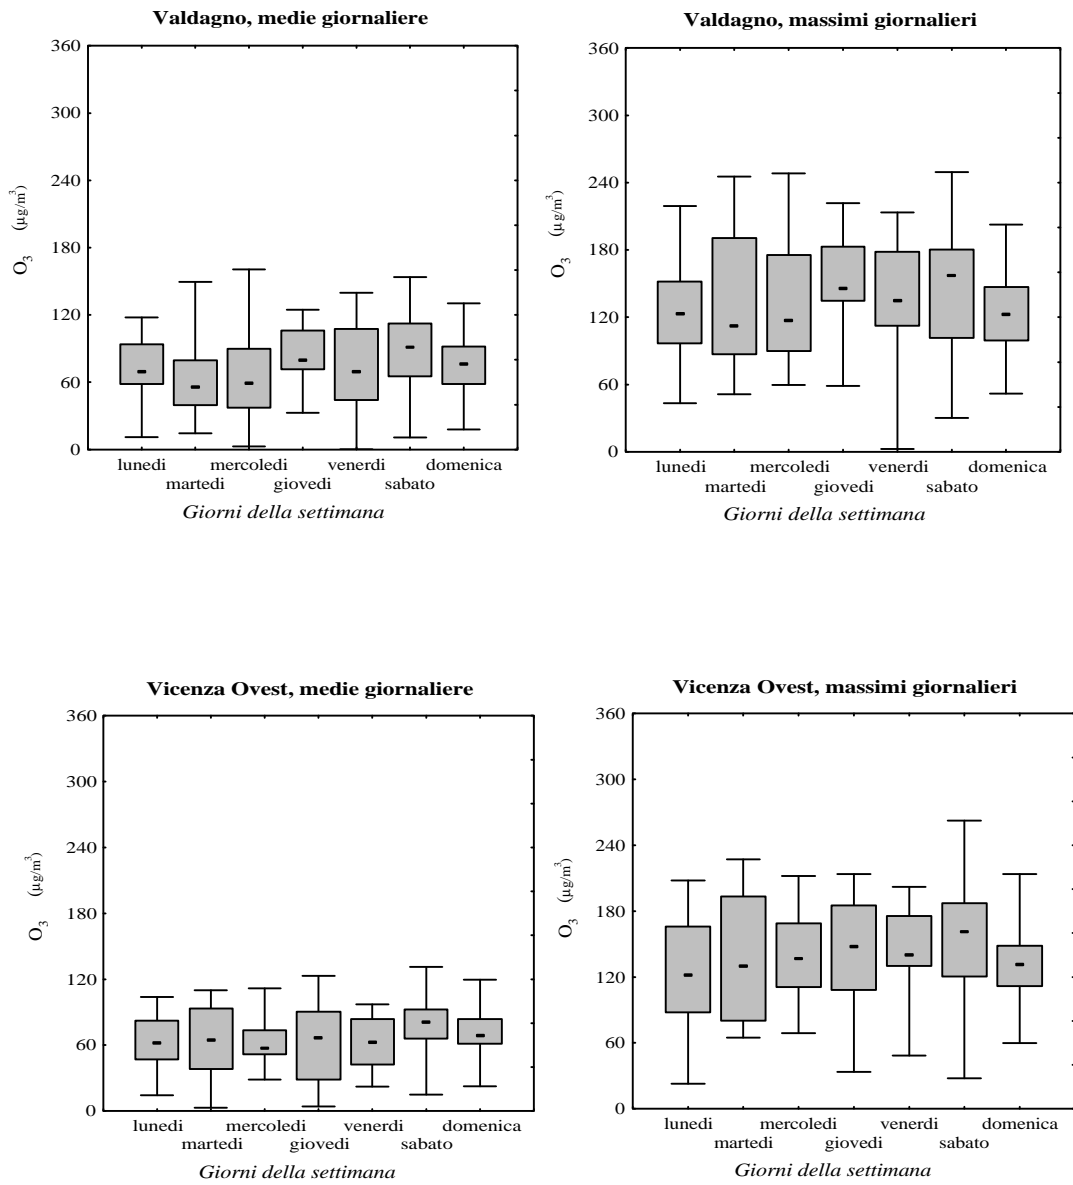 Valdagno, medie giornaliere
360
300
240
180
120
60
0
O3 (µg/m3)
lunedi
mercoledi
venerdi
domenica
martedi
giovedi
sabato
Giorni della settimana
Valdagno, massimi giornalieri
360
300
240
180
120
60
0
O3 (µg/m3)
lunedi
mercoledi
venerdi
domenica
martedi
giovedi
sabato
Giorni della settimana
Vicenza Ovest, medie giornaliere
360
300
240
180
120
60
0
O3 (µg/m3)
lunedi
mercoledi
venerdi
domenica
martedi
giovedi
sabato
Giorni della settimana
Vicenza Ovest, massimi giornalieri
360
300
240
180
120
60
0
O3 (µg/m3)
lunedi
mercoledi
venerdi
domenica
martedi
giovedi
sabato
Giorni della settimana